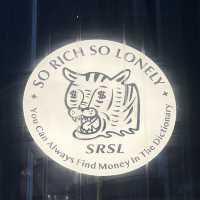 SO RICH SO LONELY
You Can Always Find Money In The Dictionary
SRSL